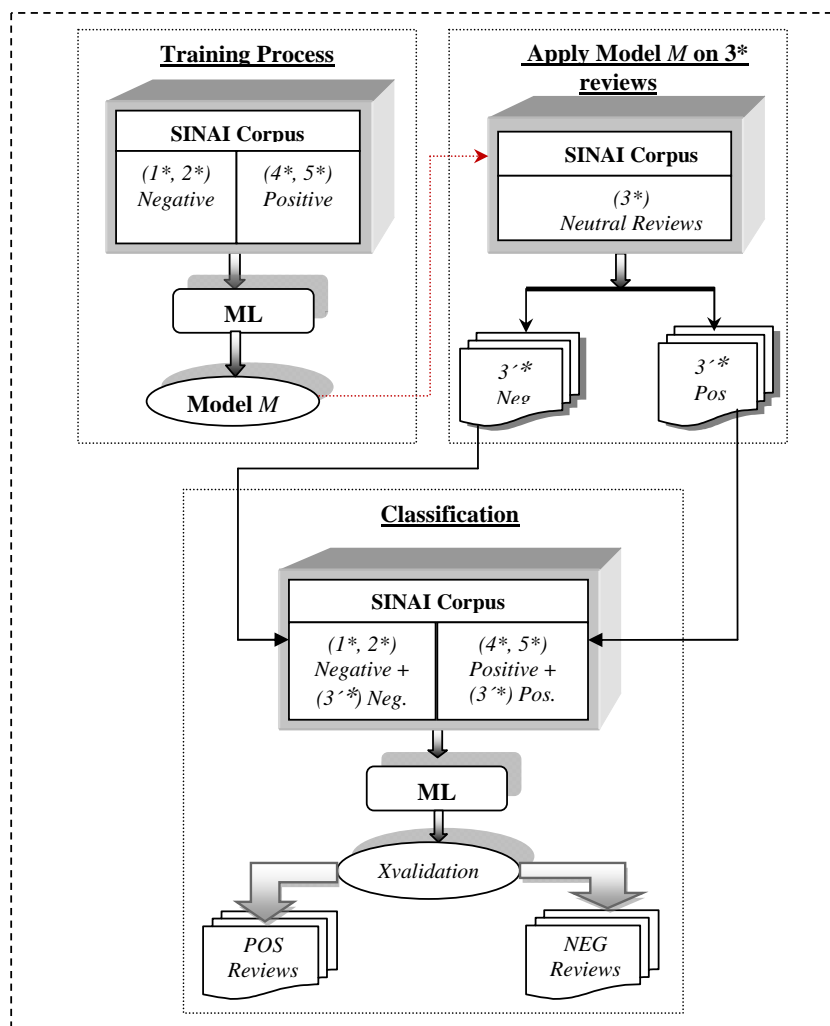 Training Process
SINAI Corpus
(1*, 2*)
Negative
(4*, 5*)
Positive
ML
Model M
Apply Model M on 3*
reviews
SINAI Corpus
(3*)
Neutral Reviews
3´*
Neg
3´*
Pos
Classification
SINAI Corpus
(1*, 2*)
Negative +
(3´*) Neg.
(4*, 5*)
Positive +
(3´*) Pos.
ML
Xvalidation
POS
Reviews
NEG
Reviews